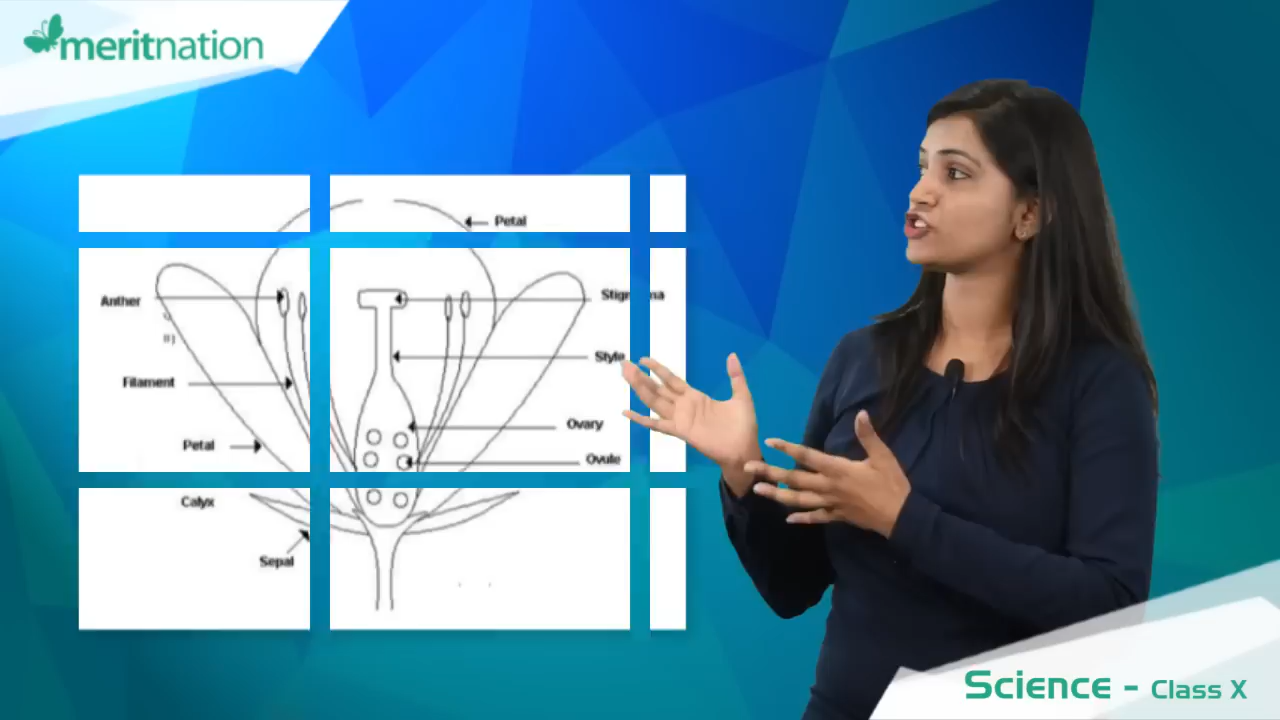 meritnation
Petal
Anther
Stigma
Style
Filament
Ovary
Petal
Ovule
Calyx
Sepal
Science - Class X